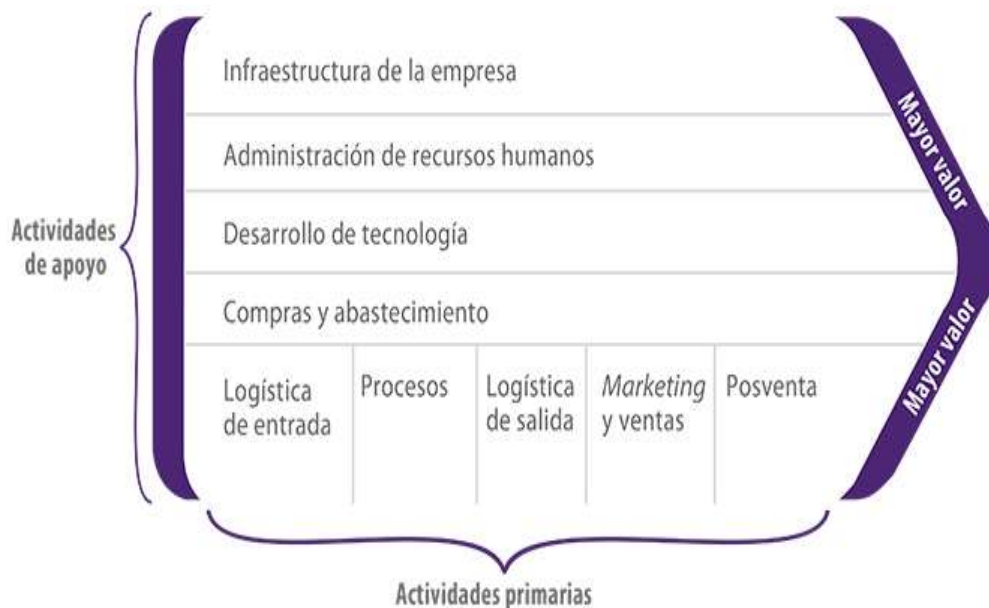 Infraestructura de la empresa
Mayor valor
Administración de recursos humanos
Actividades
de apoyo
Desarrollo de tecnología
Compras y abastecimiento
Mayor valor
Logística
de entrada
Procesos
Logística
de salida
Marketing
y ventas
Posventa
Actividades primarias